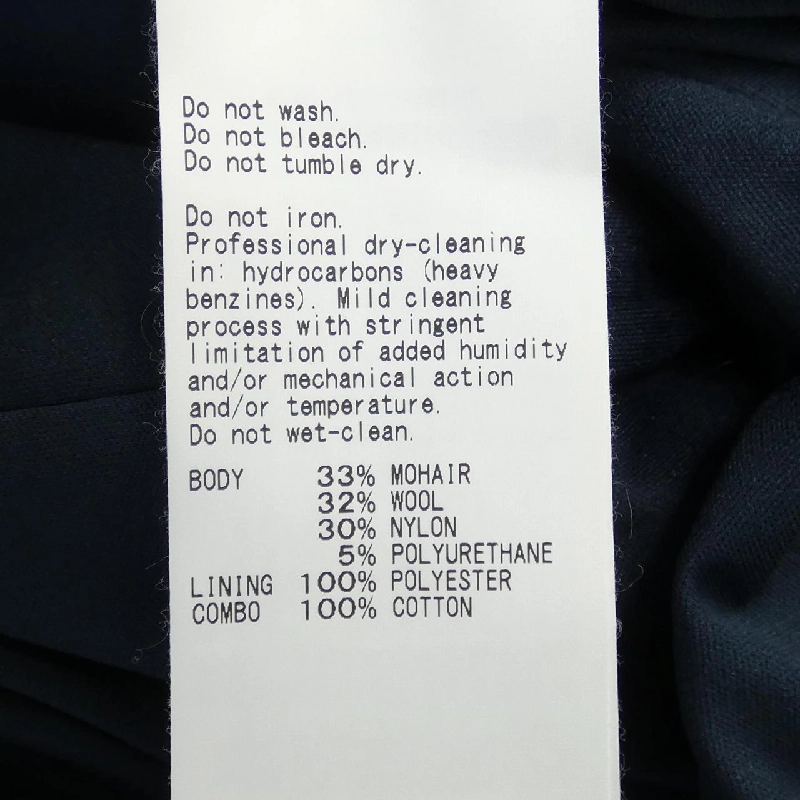 Do not wash.
Do not bleach.
Do not tumble dry.
Do not iron.
Professional dry-cleaning
in: hydrocarbons (heavy
benzines). Mild cleaning
process with stringent
limitation of added humidity
and/or mechanical action
and/or temperature.
Do not wet-clean.
BODY 33% MOHAIR
32% WOOL
30% NYLON
5% POLYURETHANE
LINING 100% POLYESTER
COMBO 100% COTTON